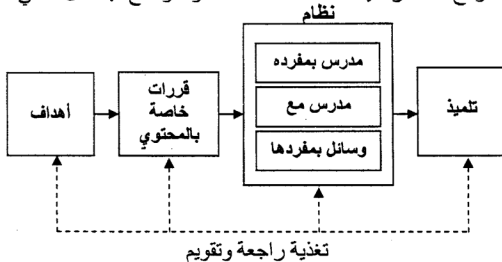 نظام
مدرس بمفرده
مدرس مع
وسائل بمفردها
أهداف
قررات
خاصة
بالمحتوي
تلميذ
تغذية راجعة وتقويم